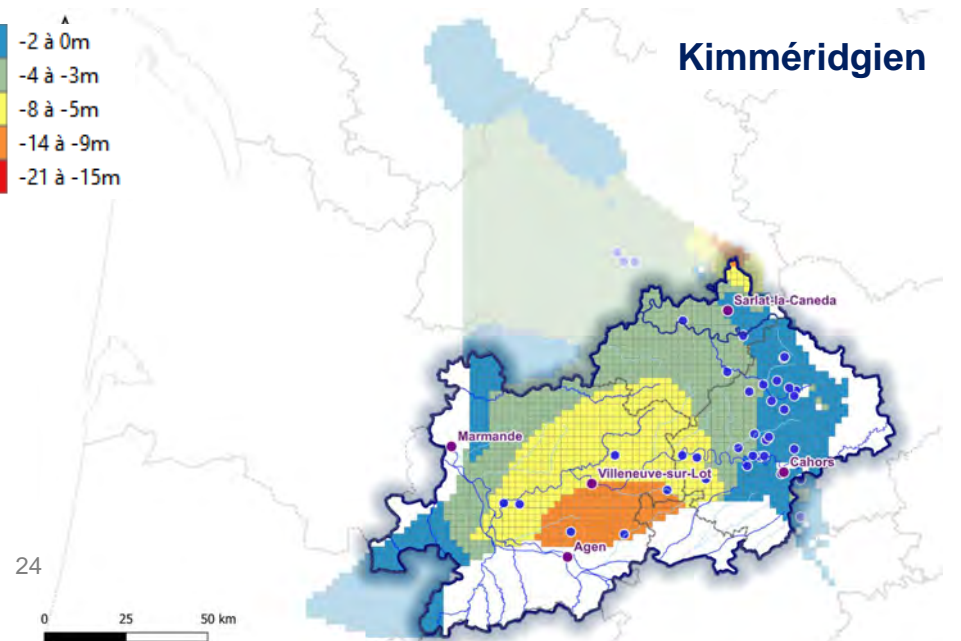 Kimméridgien
-2 à 0m
-4 à -3m
-8 à -5m
-14 à -9m
-21 à -15m
Sarlat-la-Caneda
Marmande
Villeneuve-sur-Lot
Cahors
Agen
24
0 25 50 km